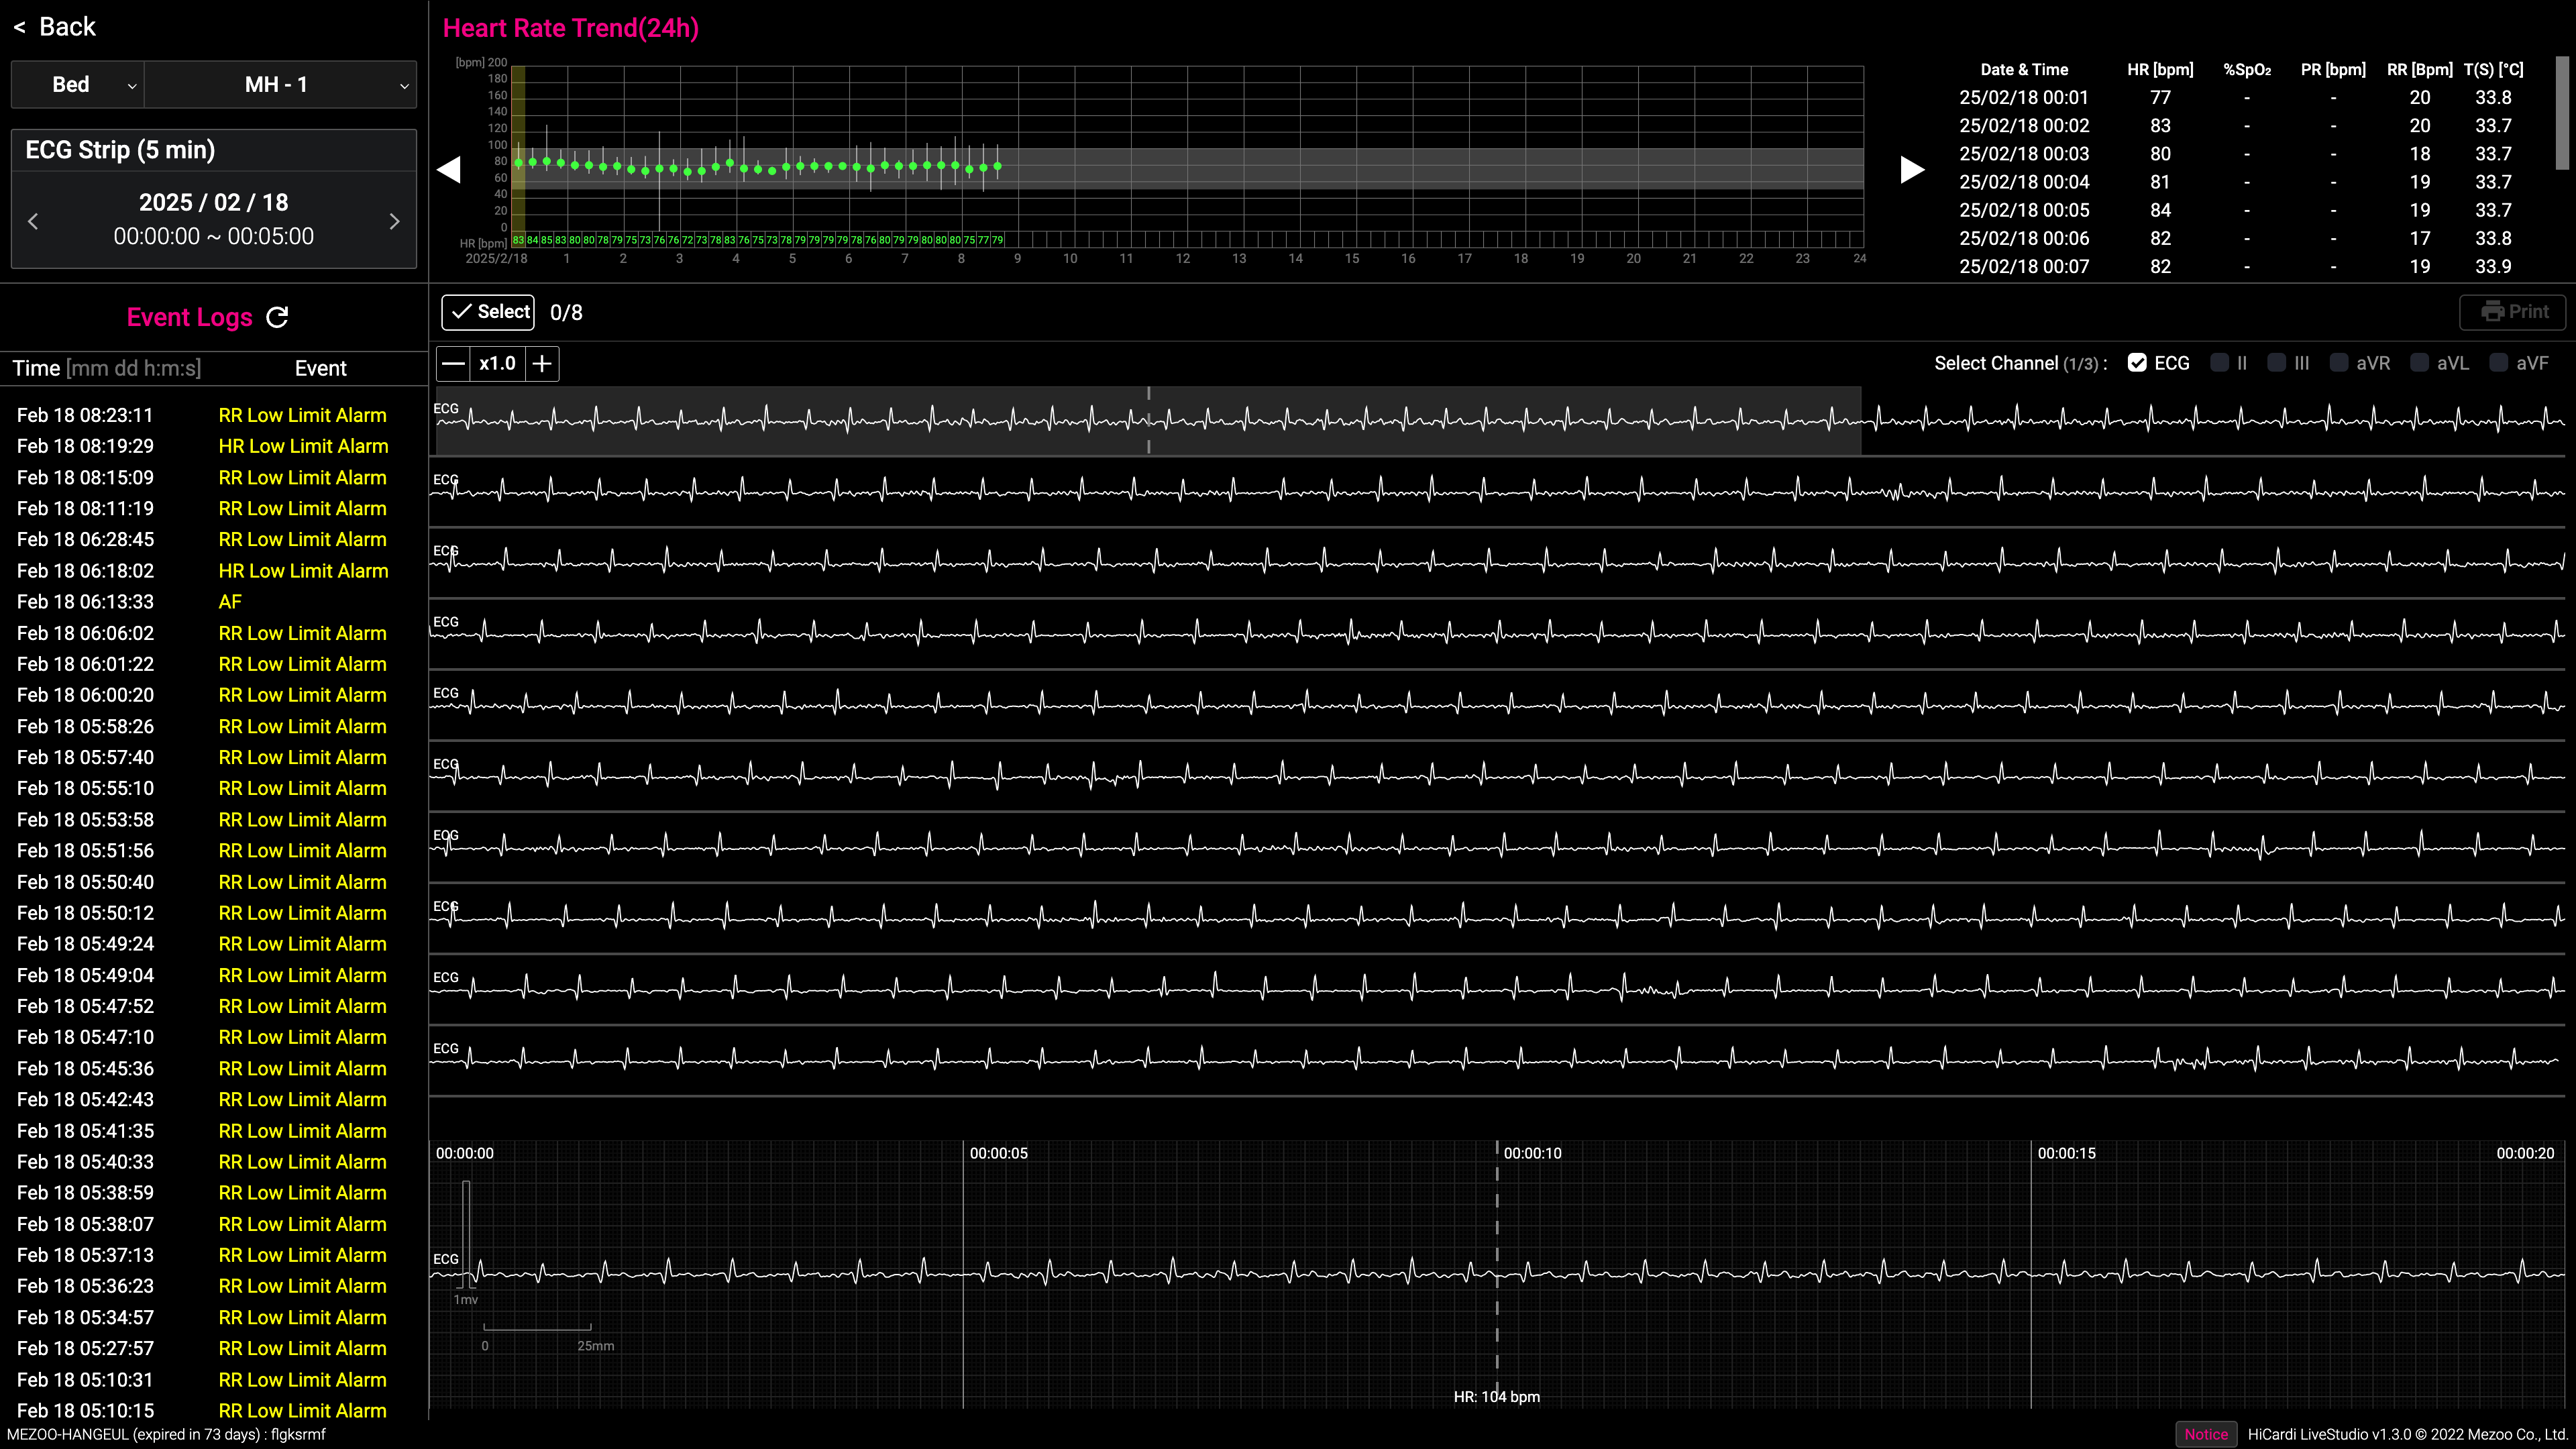 < Back
Bed MH - 1
ECG Strip (5 min)
2025 / 02 / 18
00:00:00 ~ 00:05:00
Event Logs
Time [mm dd h:m:s] Event
Feb 18 08:23:11 RR Low Limit Alarm
Feb 18 08:19:29 HR Low Limit Alarm
Feb 18 08:15:09 RR Low Limit Alarm
Feb 18 08:11:19 RR Low Limit Alarm
Feb 18 06:28:45 RR Low Limit Alarm
Feb 18 06:18:02 HR Low Limit Alarm
Feb 18 06:13:33 AF
Feb 18 06:06:02 RR Low Limit Alarm
Feb 18 06:01:22 RR Low Limit Alarm
Feb 18 06:00:20 RR Low Limit Alarm
Feb 18 05:58:26 RR Low Limit Alarm
Feb 18 05:57:40 RR Low Limit Alarm
Feb 18 05:55:10 RR Low Limit Alarm
Feb 18 05:53:58 RR Low Limit Alarm
Feb 18 05:51:56 RR Low Limit Alarm
Feb 18 05:50:40 RR Low Limit Alarm
Feb 18 05:50:12 RR Low Limit Alarm
Feb 18 05:49:24 RR Low Limit Alarm
Feb 18 05:49:04 RR Low Limit Alarm
Feb 18 05:47:52 RR Low Limit Alarm
Feb 18 05:47:10 RR Low Limit Alarm
Feb 18 05:45:36 RR Low Limit Alarm
Feb 18 05:42:43 RR Low Limit Alarm
Feb 18 05:41:35 RR Low Limit Alarm
Feb 18 05:40:33 RR Low Limit Alarm
Feb 18 05:38:59 RR Low Limit Alarm
Feb 18 05:38:07 RR Low Limit Alarm
Feb 18 05:37:13 RR Low Limit Alarm
Feb 18 05:36:23 RR Low Limit Alarm
Feb 18 05:34:57 RR Low Limit Alarm
Feb 18 05:27:57 RR Low Limit Alarm
Feb 18 05:10:31 RR Low Limit Alarm
Feb 18 05:10:15 RR Low Limit Alarm
Heart Rate Trend(24h)
[bpm] 200
180
160
140
120
100
80
60
40
20
0
HR [bpm] 83 84 85 83 80 80 78 79 75 73 76 76 72 73 78 83 76 75 73 78 79 79 79 79 78 76 80 79 79 80 80 80 75 77 79
2025/2/18 1 2 3 4 5 6 7 8 9 10 11 12 13 14 15 16 17 18 19 20 21 22 23 24
Date & Time HR [bpm] %SpO₂ PR [bpm] RR [Bpm] T(S) [°C]
25/02/18 00:01 77 - - 20 33.8
25/02/18 00:02 83 - - 20 33.7
25/02/18 00:03 80 - - 18 33.7
25/02/18 00:04 81 - - 19 33.7
25/02/18 00:05 84 - - 19 33.7
25/02/18 00:06 82 - - 17 33.8
25/02/18 00:07 82 - - 19 33.9
Select 0/8 Print
x1.0 Select Channel (1/3) : ECG II III aVR aVL aVF
ECG
ECG
ECG
ECG
ECG
ECG
ECG
ECG
ECG
ECG
00:00:00 00:00:05 00:00:10 00:00:15 00:00:20
ECG
1mv
0 25mm
HR: 104 bpm
MEZOO-HANGEUL (expired in 73 days) : flgksrmf
Notice HiCardi LiveStudio v1.3.0 © 2022 Mezoo Co., Ltd.